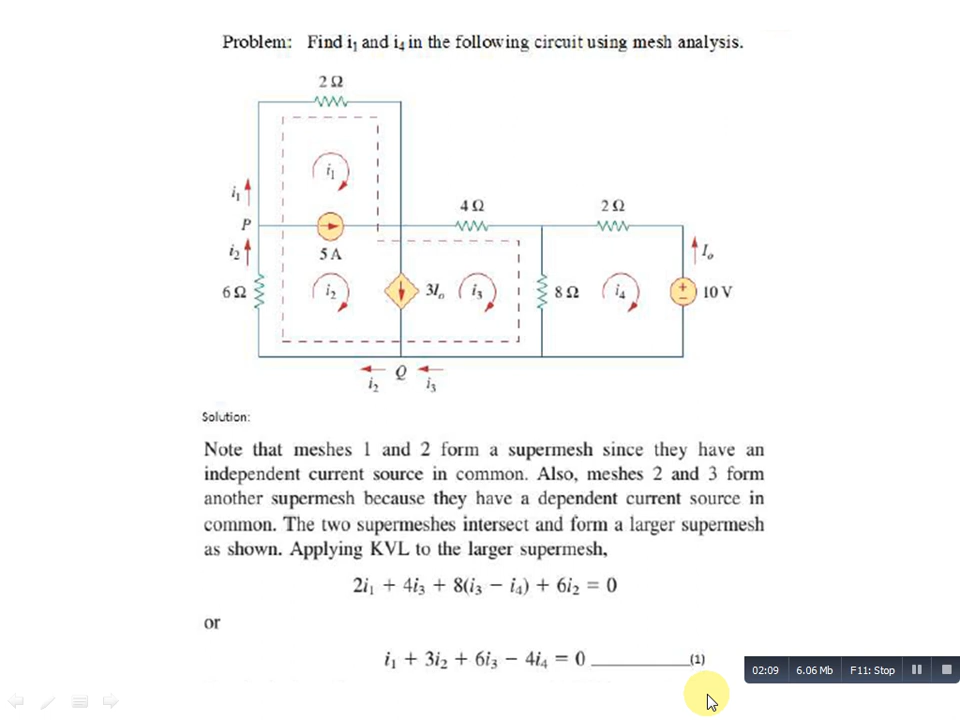 Problem: Find i₁ and i₄ in the following circuit using mesh analysis.
2 Ω
i₁
i₁
4 Ω
2 Ω
P
i₂
5 A
Iₒ
6 Ω
i₂
3Iₒ
i₃
8 Ω
i₄
10 V
Q
i₂
i₃
Solution:
Note that meshes 1 and 2 form a supermesh since they have an
independent current source in common. Also, meshes 2 and 3 form
another supermesh because they have a dependent current source in
common. The two supermeshes intersect and form a larger supermesh
as shown. Applying KVL to the larger supermesh,
2i₁ + 4i₃ + 8(i₃ − i₄) + 6i₂ = 0
or
i₁ + 3i₂ + 6i₃ − 4i₄ = 0 __________(1)
02:09 6.06 Mb F11: Stop